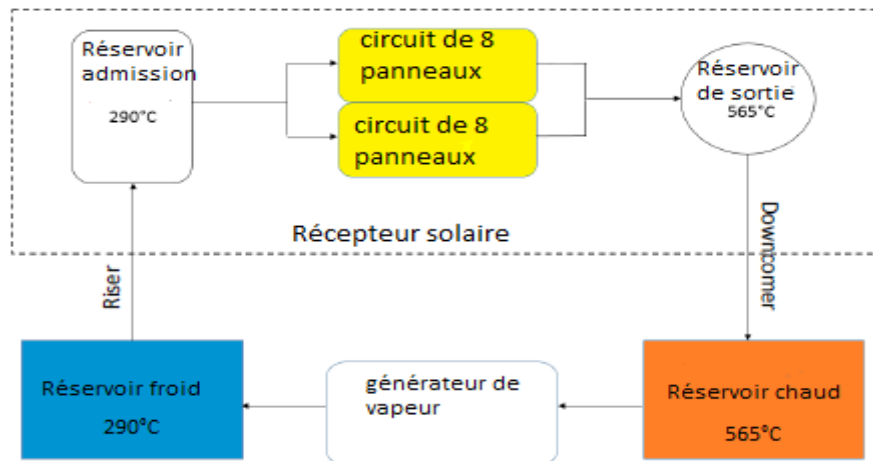 Réservoir
admission
290°C
circuit de 8
panneaux
circuit de 8
panneaux
Réservoir
de sortie
565°C
Récepteur solaire
Riser
Downcomer
Réservoir froid
290°C
générateur de
vapeur
Réservoir chaud
565°C